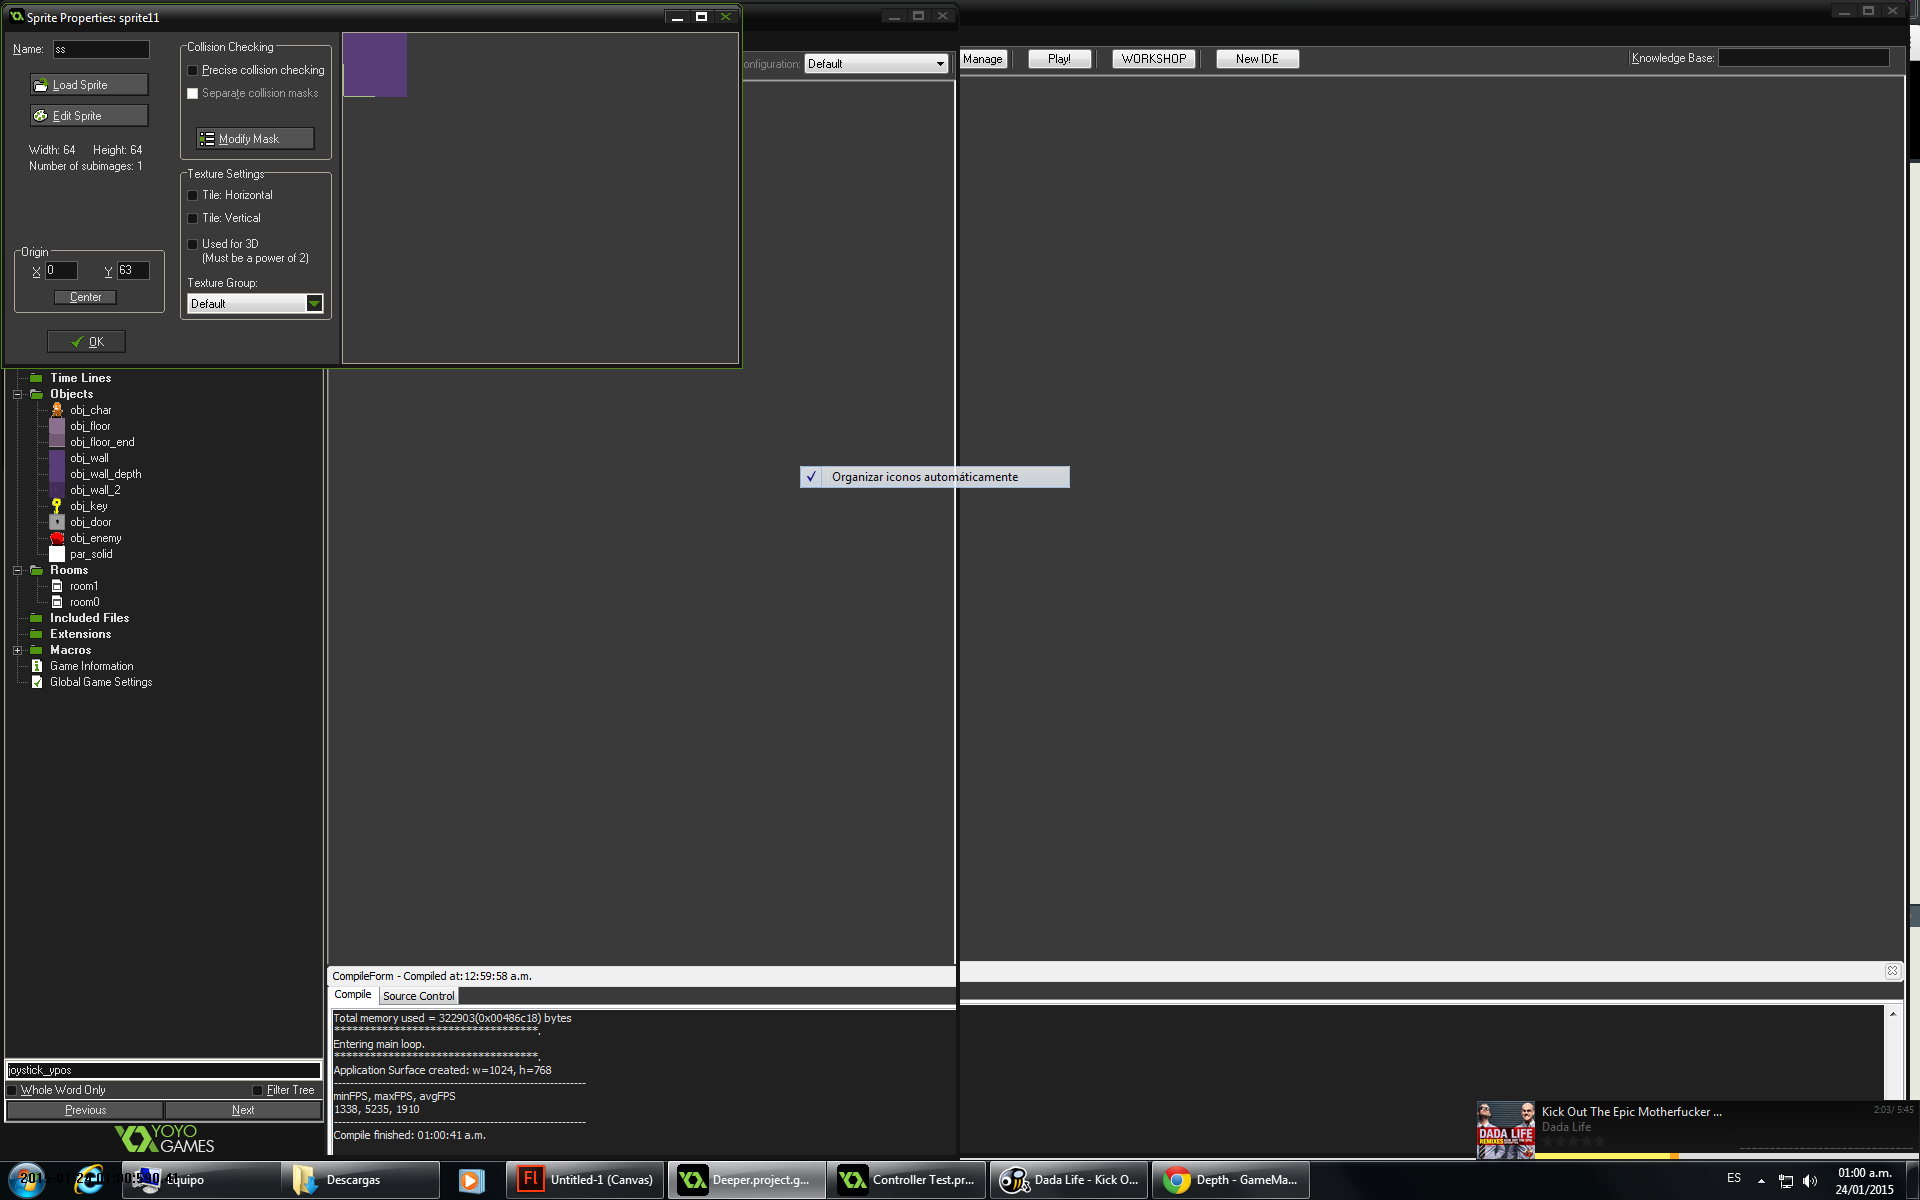 Sprite Properties: sprite11
Name: ss
Load Sprite
Edit Sprite
Width: 64 Height: 64
Number of subimages: 1
Origin
X 0 Y 63
Center
OK
Collision Checking
Precise collision checking
Separate collision masks
Modify Mask
Texture Settings
Tile: Horizontal
Tile: Vertical
Used for 3D
(Must be a power of 2)
Texture Group:
Default
onfiguration: Default
Manage
Play!
WORKSHOP
New IDE
Knowledge Base:
Time Lines
Objects
obj_char
obj_floor
obj_floor_end
obj_wall
obj_wall_depth
obj_wall_2
obj_key
obj_door
obj_enemy
par_solid
Rooms
room1
room0
Included Files
Extensions
Macros
Game Information
Global Game Settings
Organizar iconos automáticamente
joystick_ypos
Whole Word Only Filter Tree
Previous Next
YOYO
GAMES
CompileForm - Compiled at:12:59:58 a.m.
Compile Source Control
Total memory used = 322903(0x00486c18) bytes
***********************************.
Entering main loop.
***********************************.
Application Surface created: w=1024, h=768
---------------------------------------------------------------
minFPS, maxFPS, avgFPS
1338, 5235, 1910
---------------------------------------------------------------
Compile finished: 01:00:41 a.m.
Kick Out The Epic Motherfucker ...
2:03/ 5:45
Dada Life
DADA LIFE
Equipo
Descargas
Untitled-1 (Canvas)
Deeper.project.g...
Controller Test.pr...
Dada Life - Kick O...
Depth - GameMa...
ES
01:00 a.m.
24/01/2015